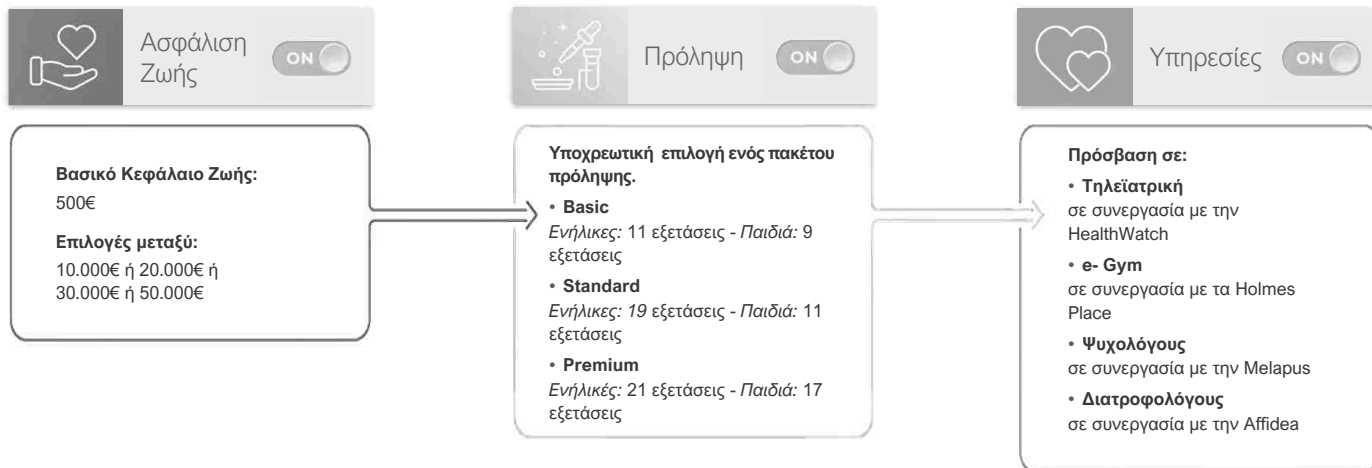 Ασφάλιση
Ζωής
ON
Βασικό Κεφάλαιο Ζωής:
500€
Επιλογές μεταξύ:
10.000€ ή 20.000€ ή
30.000€ ή 50.000€
Πρόληψη
ON
Υποχρεωτική επιλογή ενός πακέτου
πρόληψης.
• Basic
Ενήλικες: 11 εξετάσεις - Παιδιά: 9
εξετάσεις
• Standard
Ενήλικες: 19 εξετάσεις - Παιδιά: 11
εξετάσεις
• Premium
Ενήλικές: 21 εξετάσεις - Παιδιά: 17
εξετάσεις
Υπηρεσίες
ON
Πρόσβαση σε:
• Τηλεϊατρική
σε συνεργασία με την
HealthWatch
• e- Gym
σε συνεργασία με τα Holmes
Place
• Ψυχολόγους
σε συνεργασία με την Melapus
• Διατροφολόγους
σε συνεργασία με την Affidea